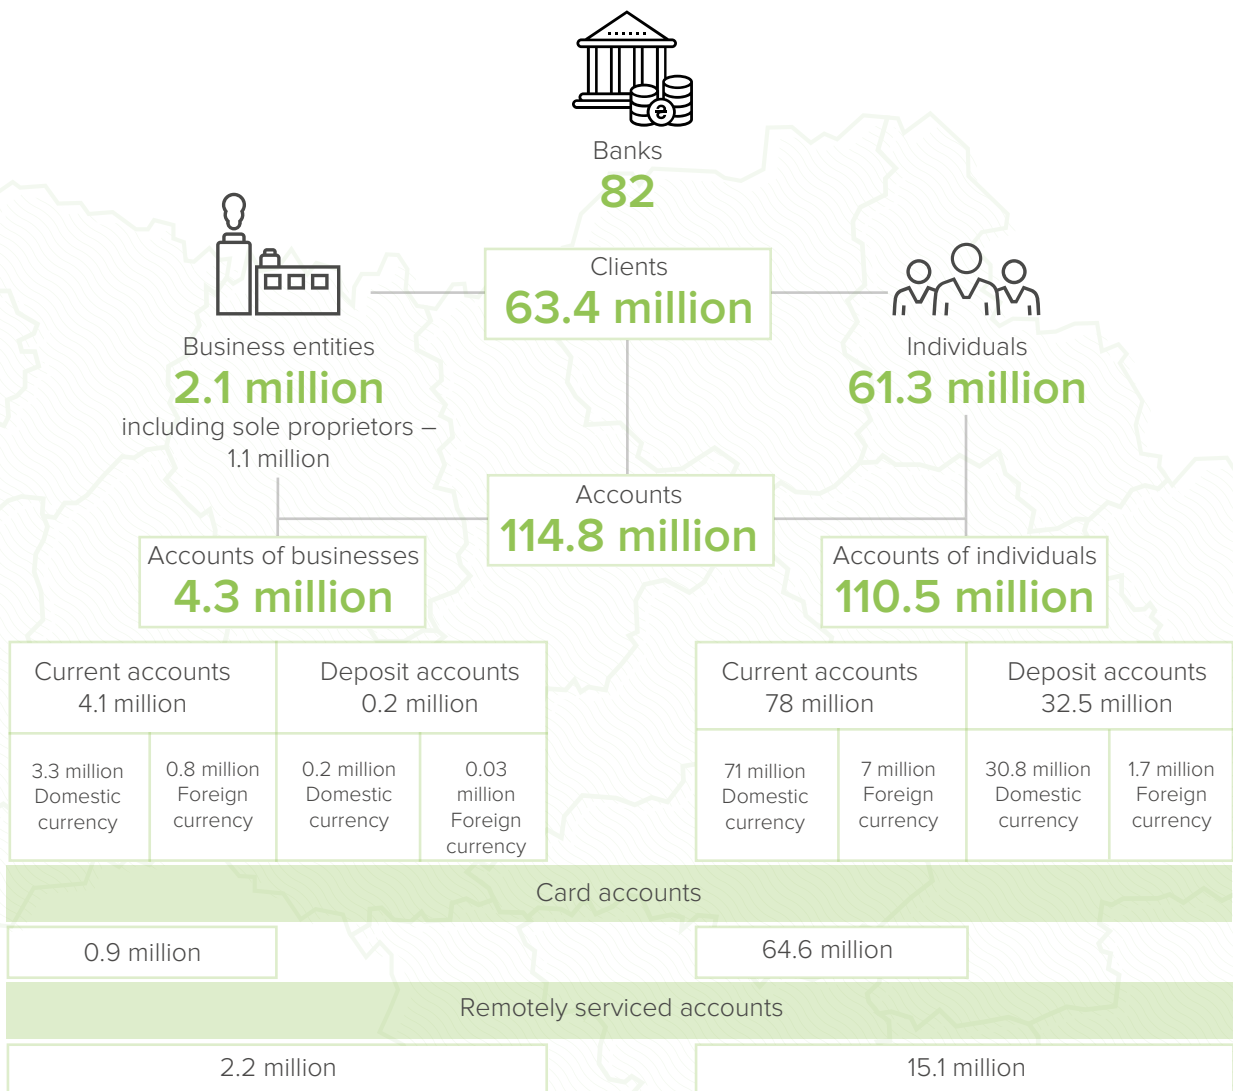 Banks
82
Clients
63.4 million
Business entities
2.1 million
including sole proprietors –
1.1 million
Individuals
61.3 million
Accounts
114.8 million
Accounts of businesses
4.3 million
Accounts of individuals
110.5 million
Current accounts
4.1 million
Deposit accounts
0.2 million
Current accounts
78 million
Deposit accounts
32.5 million
3.3 million
Domestic
currency
0.8 million
Foreign
currency
0.2 million
Domestic
currency
0.03
million
Foreign
currency
71 million
Domestic
currency
7 million
Foreign
currency
30.8 million
Domestic
currency
1.7 million
Foreign
currency
Card accounts
0.9 million
64.6 million
Remotely serviced accounts
2.2 million
15.1 million